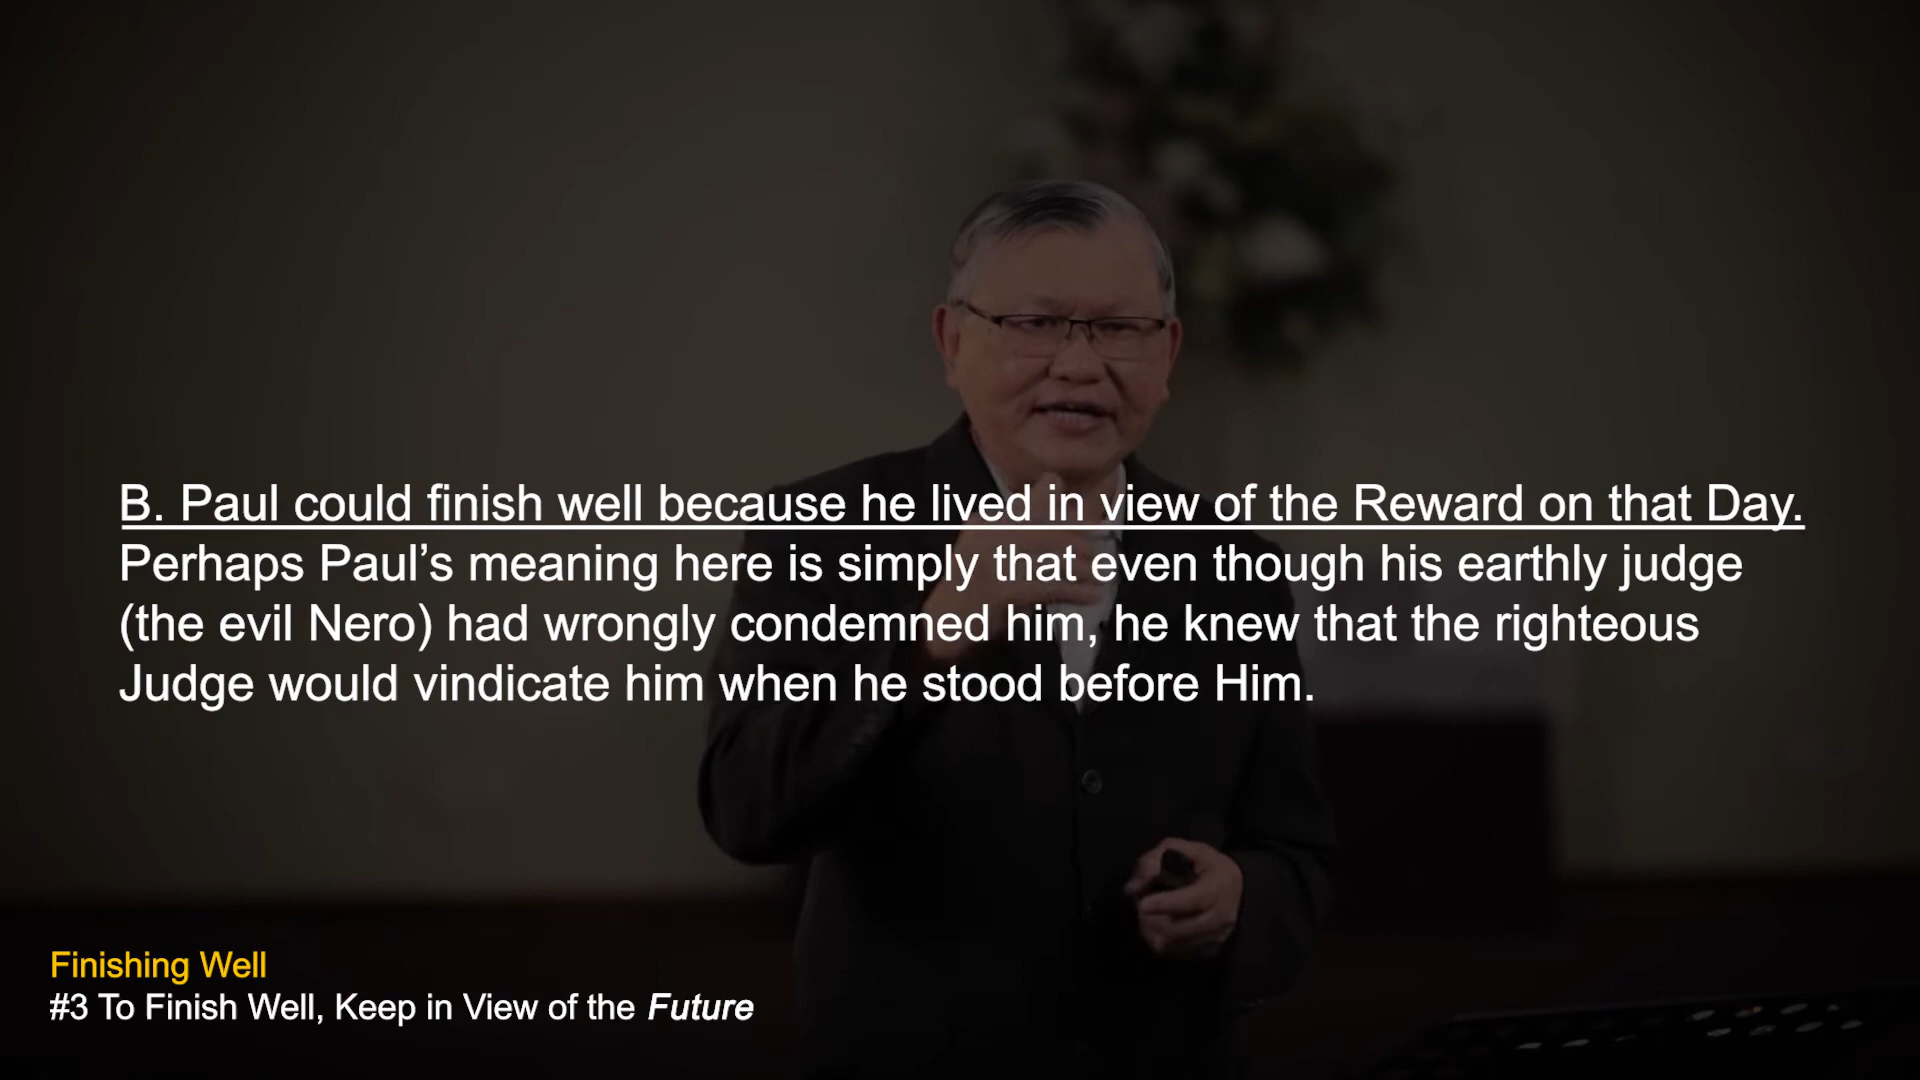 B. Paul could finish well because he lived in view of the Reward on that Day.
Perhaps Paul’s meaning here is simply that even though his earthly judge
(the evil Nero) had wrongly condemned him, he knew that the righteous
Judge would vindicate him when he stood before Him.
Finishing Well
#3 To Finish Well, Keep in View of the Future